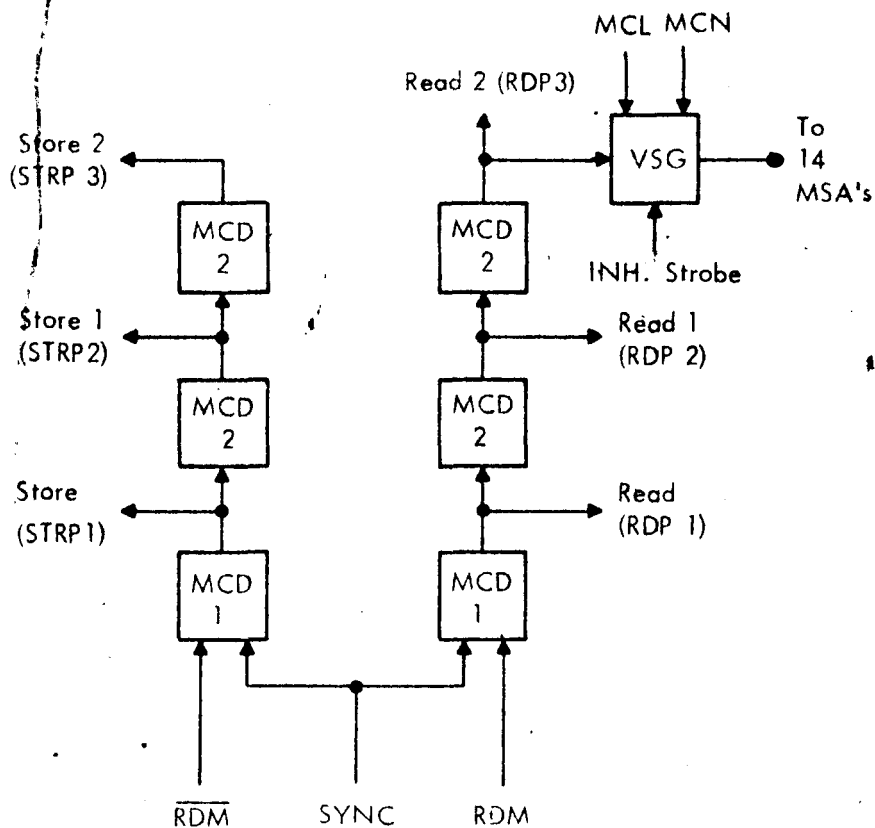 MCL MCN
Read 2 (RDP3)
Store 2
(STRP 3)
VSG
To
14
MSA's
MCD
2
MCD
2
INH. Strobe
Store 1
(STRP2)
Read 1
(RDP 2)
MCD
2
MCD
2
Store
(STRP1)
Read
(RDP 1)
MCD
1
MCD
1
R̅D̅M̅
SYNC
RDM